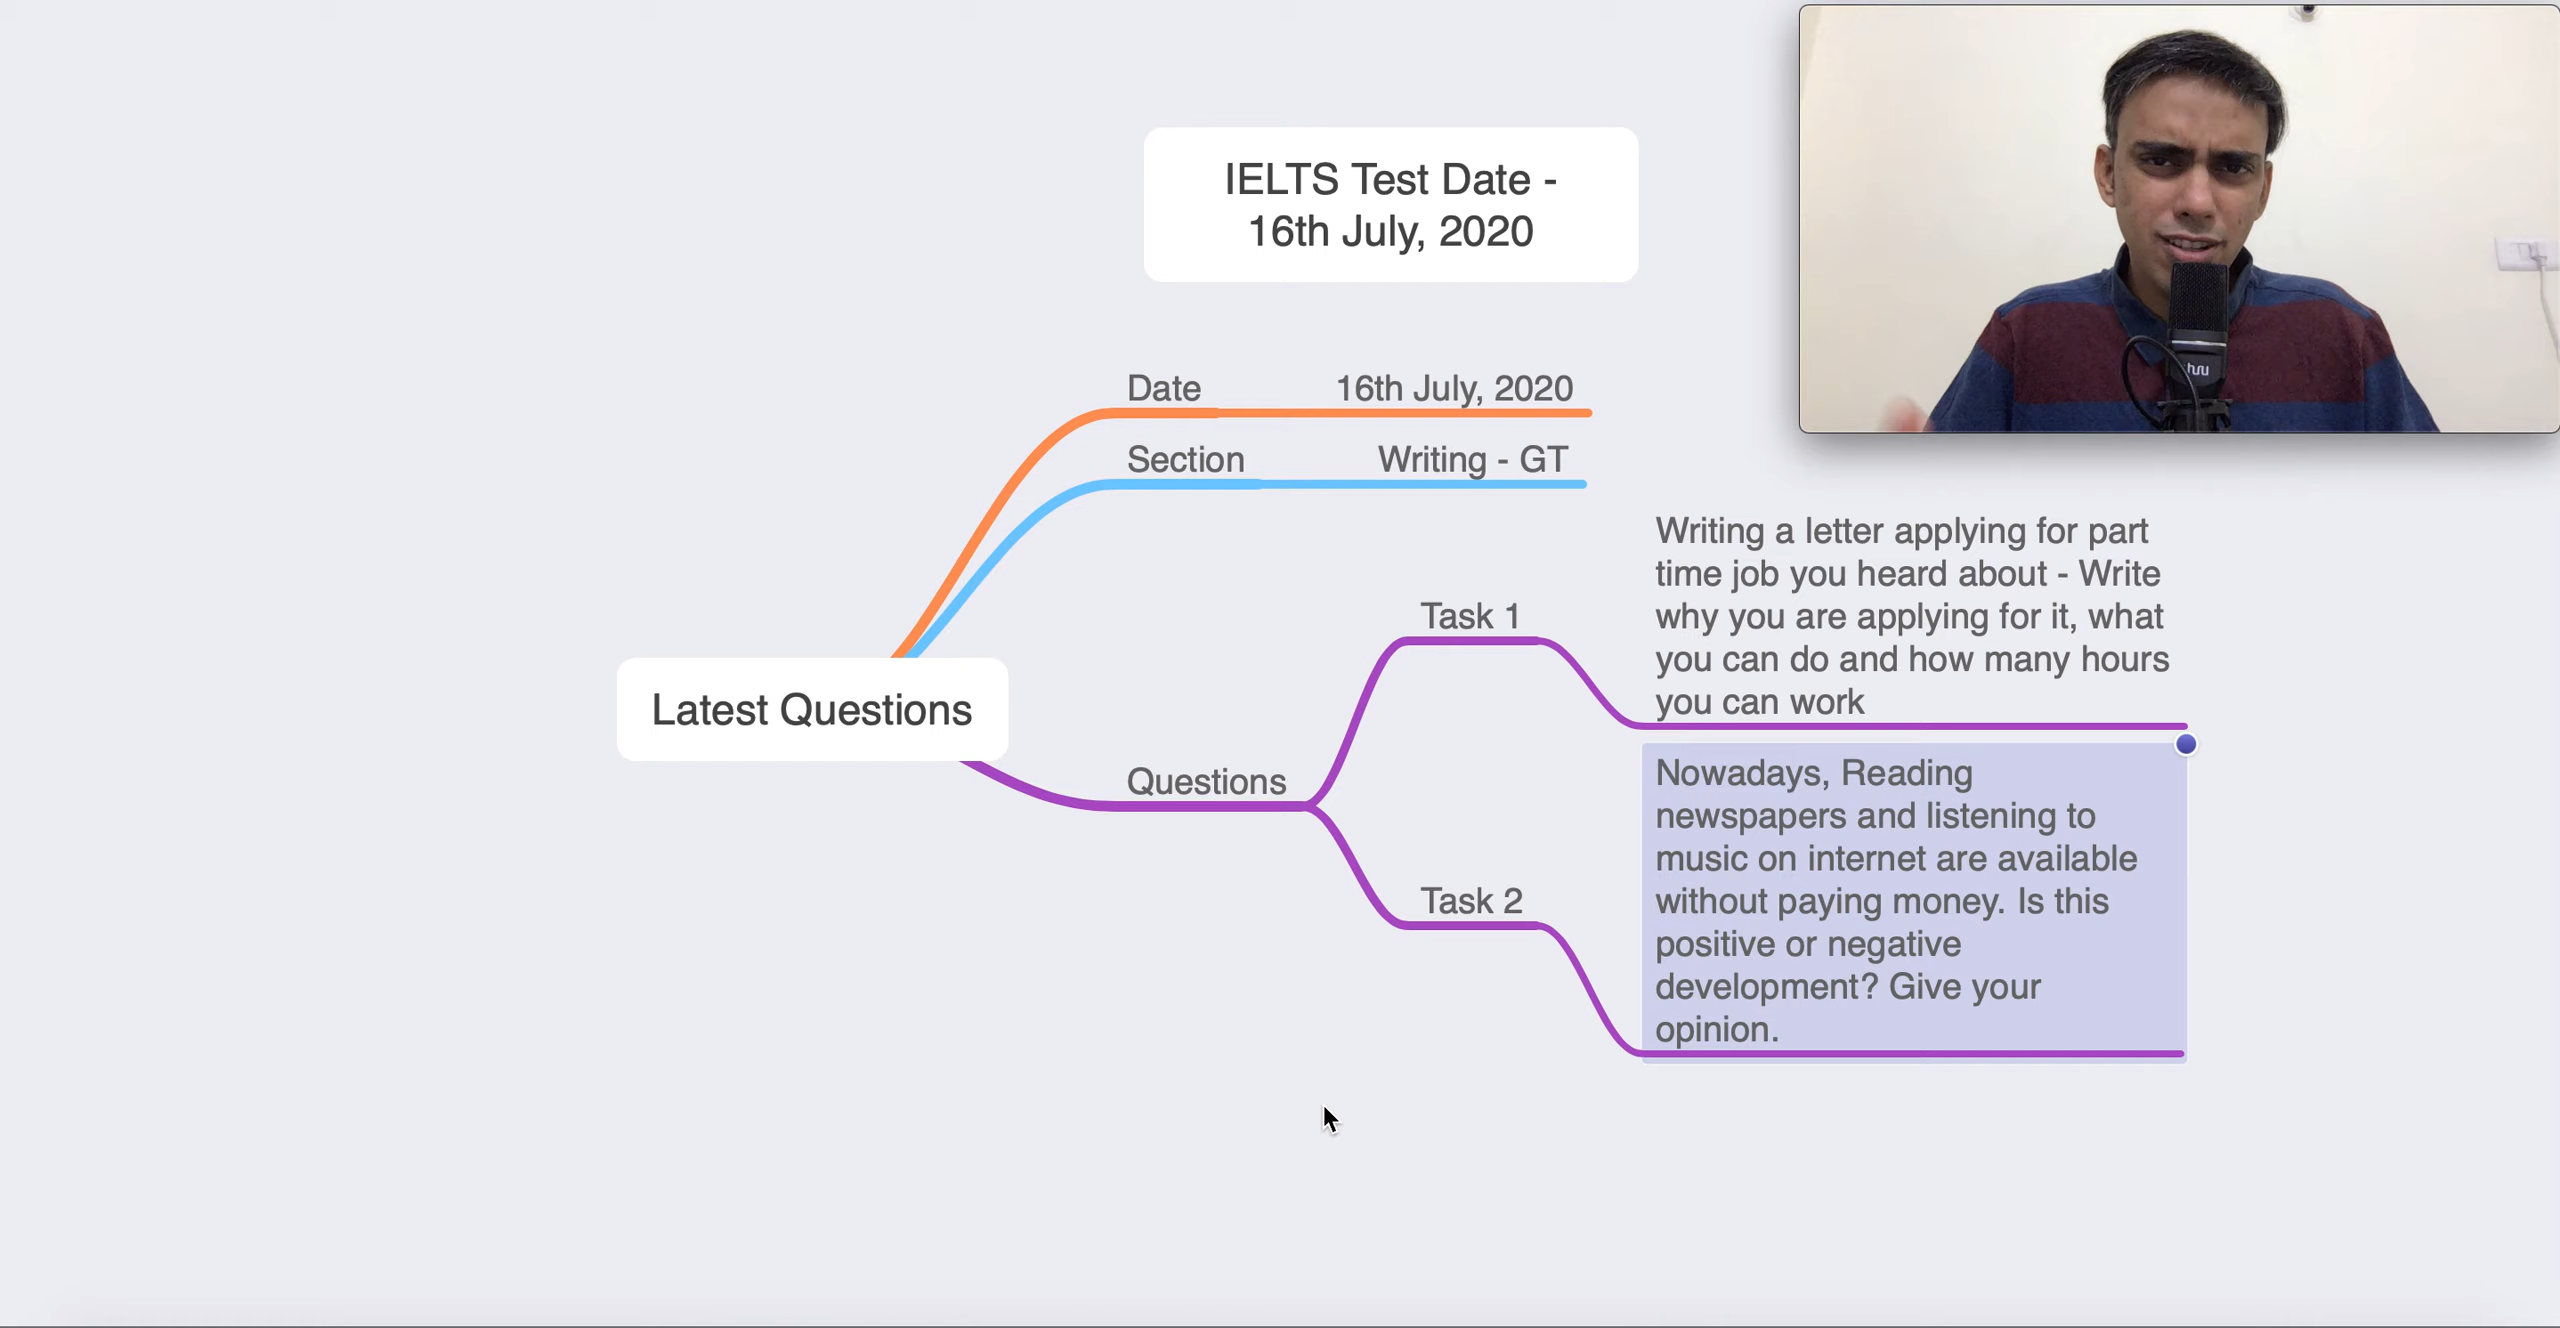 IELTS Test Date -
16th July, 2020
Date
16th July, 2020
Section
Writing - GT
Latest Questions
Questions
Task 1
Writing a letter applying for part
time job you heard about - Write
why you are applying for it, what
you can do and how many hours
you can work
Task 2
Nowadays, Reading
newspapers and listening to
music on internet are available
without paying money. Is this
positive or negative
development? Give your
opinion.